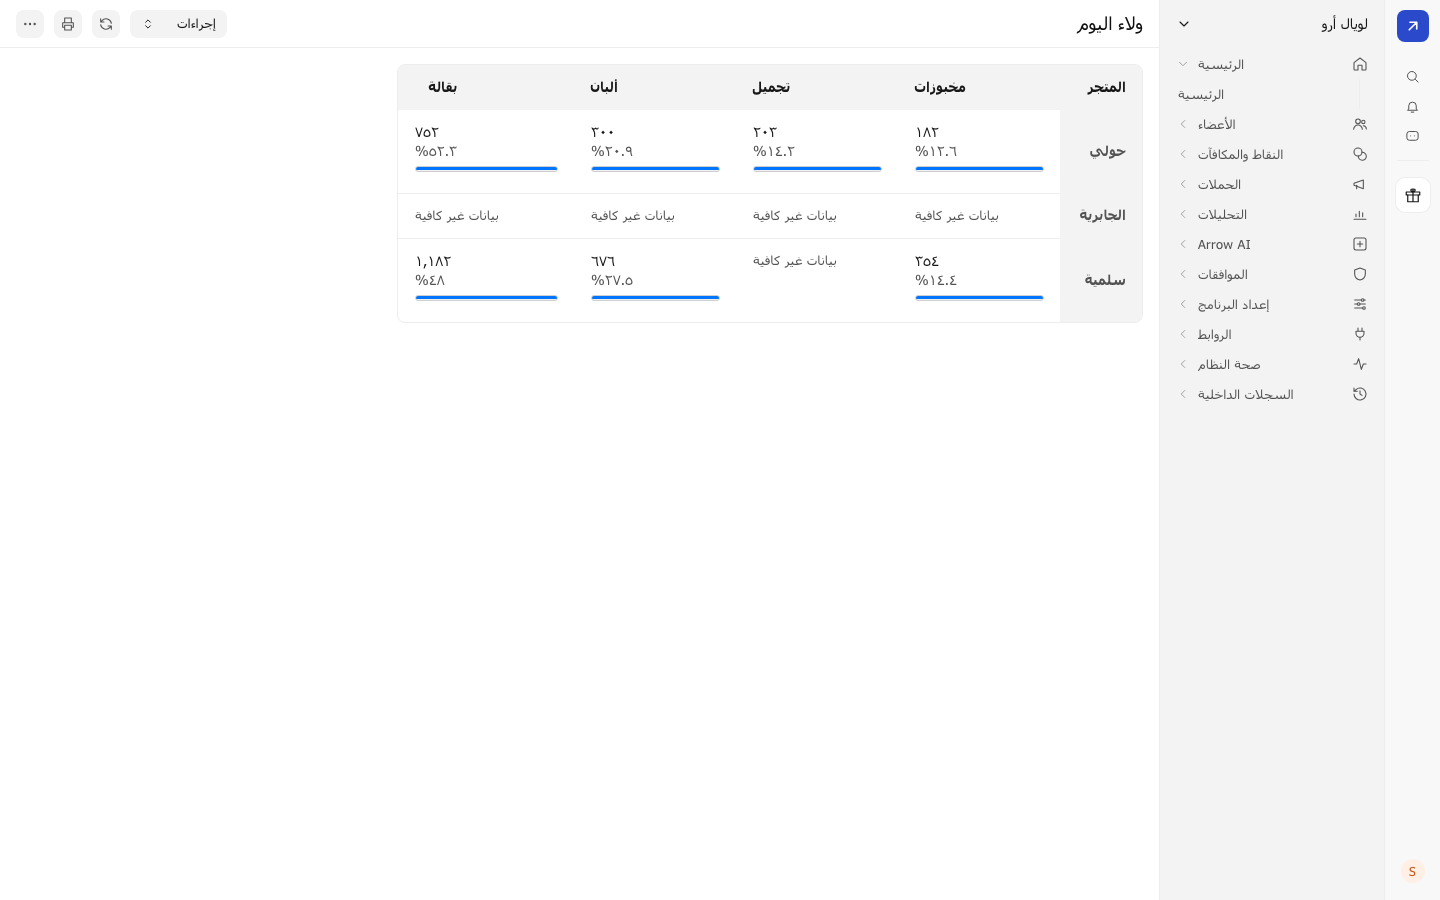 لويال أرو
الرئيسية
الرئيسية
الأعضاء
النقاط والمكافآت
الحملات
التحليلات
Arrow AI
الموافقات
إعداد البرنامج
الروابط
صحة النظام
السجلات الداخلية
S
ولاء اليوم
إجراءات
المتجر مخبوزات تجميل ألبان بقالة
حولي
١٨٢ ٢٠٣ ٣٠٠ ٧٥٢
%١٢.٦ %١٤.٢ %٢٠.٩ %٥٢.٣
الجابرية بيانات غير كافية بيانات غير كافية بيانات غير كافية بيانات غير كافية
سلمية
٣٥٤ بيانات غير كافية ٦٧٦ ١,١٨٢
%١٤.٤ %٢٧.٥ %٤٨